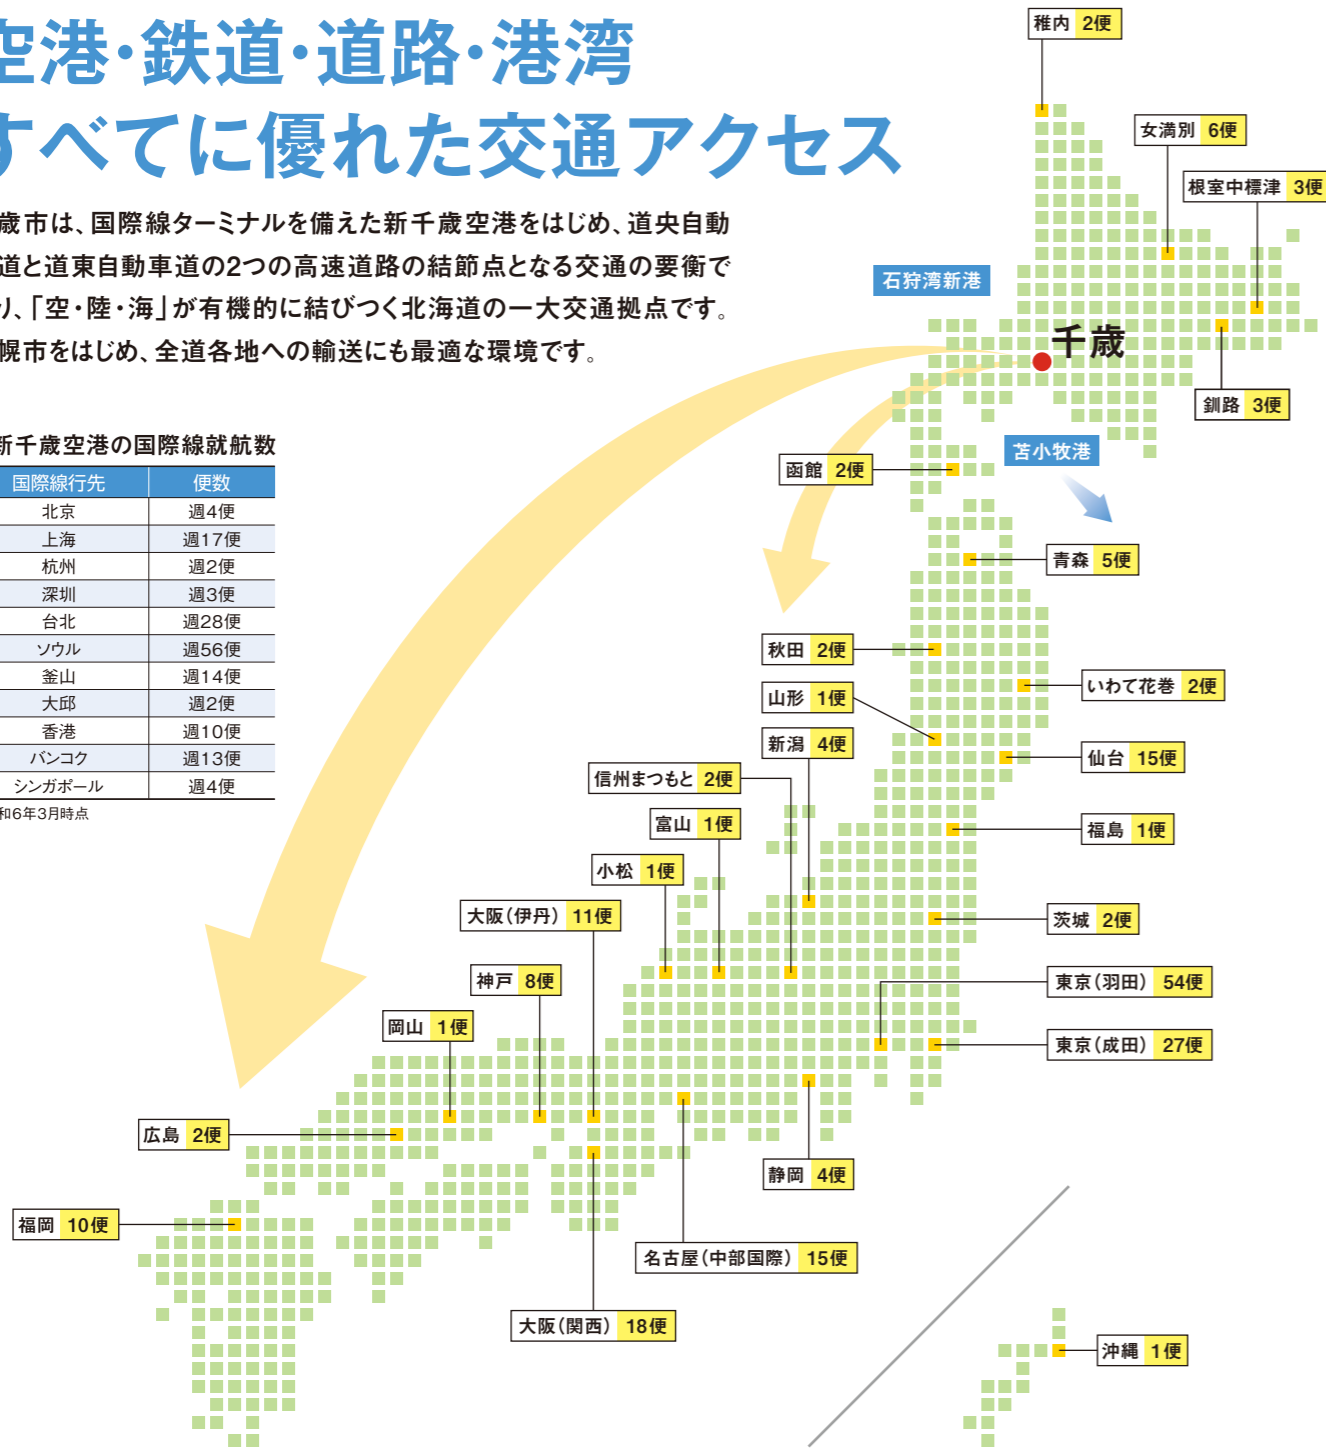 空港・鉄道・道路・港湾
すべてに優れた交通アクセス
歳市は、国際線ターミナルを備えた新千歳空港をはじめ、道央自動
道と道東自動車道の2つの高速道路の結節点となる交通の要衝で
り、「空・陸・海」が有機的に結びつく北海道の一大交通拠点です。
幌市をはじめ、全道各地への輸送にも最適な環境です。
新千歳空港の国際線就航数
国際線行先 便数
北京 週4便
上海 週17便
杭州 週2便
深圳 週3便
台北 週28便
ソウル 週56便
釜山 週14便
大邱 週2便
香港 週10便
バンコク 週13便
シンガポール 週4便
和6年3月時点
稚内 2便
女満別 6便
根室中標津 3便
石狩湾新港
千歳
釧路 3便
苫小牧港
函館 2便
青森 5便
秋田 2便
いわて花巻 2便
山形 1便
新潟 4便
仙台 15便
信州まつもと 2便
富山 1便
福島 1便
小松 1便
大阪(伊丹) 11便
茨城 2便
神戸 8便
東京(羽田) 54便
岡山 1便
東京(成田) 27便
広島 2便
静岡 4便
福岡 10便
名古屋(中部国際) 15便
大阪(関西) 18便
沖縄 1便